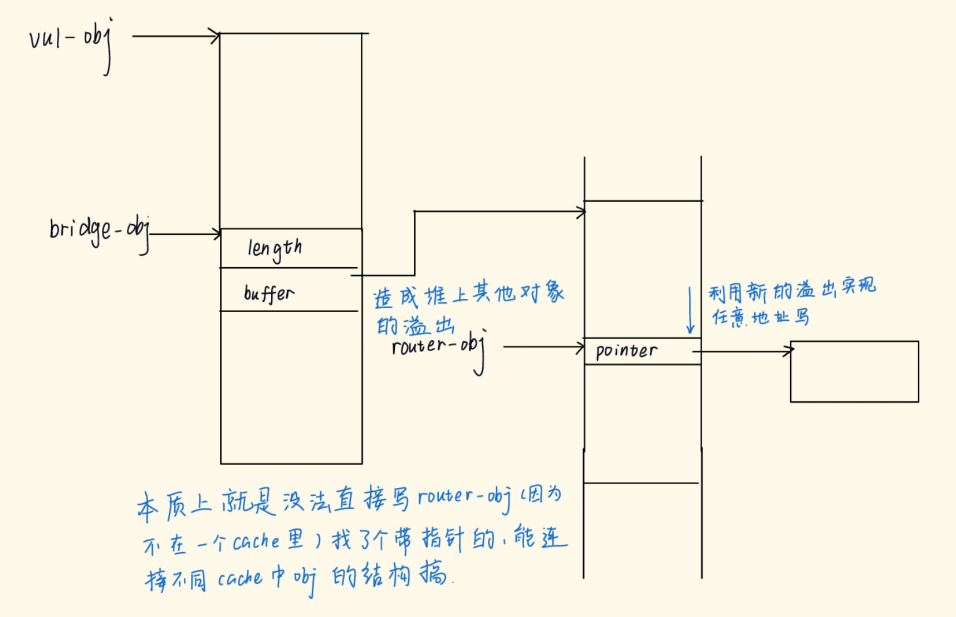 vul-obj
bridge-obj
length
buffer
造成堆上其他对象
的溢出
router-obj
pointer
利用新的溢出实现
任意地址写
本质上就是没法直接写router-obj(因为
不在一个cache里)找了个带指针的,能连
接不同cache中obj的结构搞.